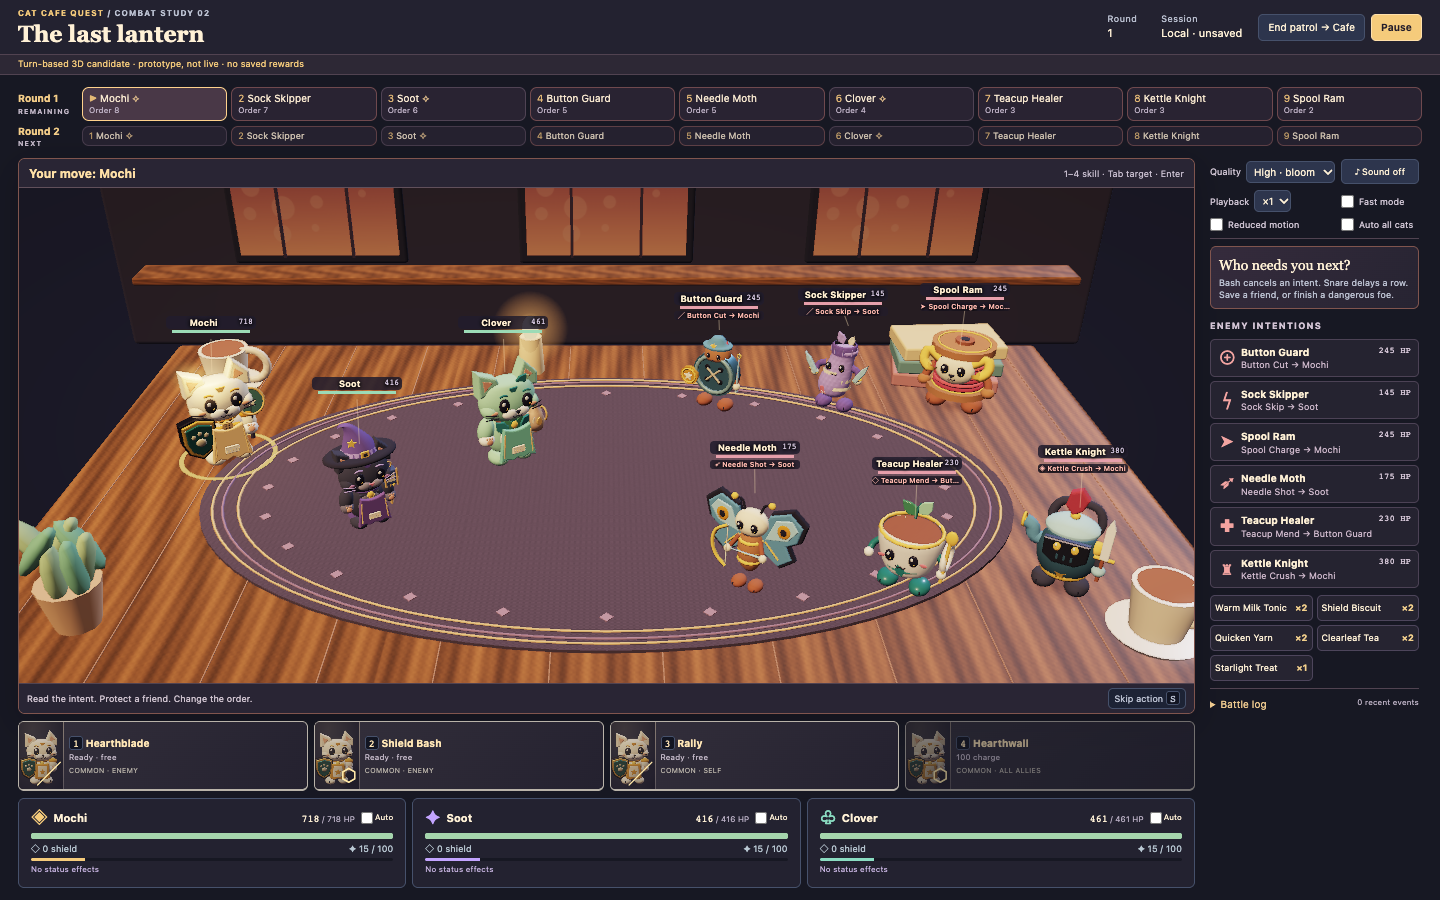 CAT CAFE QUEST / COMBAT STUDY 02
The last lantern
Round
1
Session
Local · unsaved
End patrol → Cafe
Pause
Turn-based 3D candidate · prototype, not live · no saved rewards
Round 1
REMAINING
▶ Mochi ✧
Order 8
2 Sock Skipper
Order 7
3 Soot ✧
Order 6
4 Button Guard
Order 5
5 Needle Moth
Order 5
6 Clover ✧
Order 4
7 Teacup Healer
Order 3
8 Kettle Knight
Order 3
9 Spool Ram
Order 2
Round 2
NEXT
1 Mochi ✧
2 Sock Skipper
3 Soot ✧
4 Button Guard
5 Needle Moth
6 Clover ✧
7 Teacup Healer
8 Kettle Knight
9 Spool Ram
Your move: Mochi
1–4 skill · Tab target · Enter
Mochi 718
Soot 416
Clover 461
Button Guard 245
Button Cut → Mochi
Sock Skipper 145
Sock Skip → Soot
Spool Ram 245
Spool Charge → Moc...
Needle Moth 175
Needle Shot → Soot
Teacup Healer 230
Teacup Mend → But...
Kettle Knight 380
Kettle Crush → Mochi
Read the intent. Protect a friend. Change the order.
Skip action S
Quality High · bloom
♪ Sound off
Playback ×1
Fast mode
Reduced motion
Auto all cats
Who needs you next?
Bash cancels an intent. Snare delays a row.
Save a friend, or finish a dangerous foe.
ENEMY INTENTIONS
Button Guard 245 HP
Button Cut → Mochi
Sock Skipper 145 HP
Sock Skip → Soot
Spool Ram 245 HP
Spool Charge → Mochi
Needle Moth 175 HP
Needle Shot → Soot
Teacup Healer 230 HP
Teacup Mend → Button Guard
Kettle Knight 380 HP
Kettle Crush → Mochi
Warm Milk Tonic ×2
Shield Biscuit ×2
Quicken Yarn ×2
Clearleaf Tea ×2
Starlight Treat ×1
▶ Battle log
0 recent events
1 Hearthblade
Ready · free
COMMON · ENEMY
2 Shield Bash
Ready · free
COMMON · ENEMY
3 Rally
Ready · free
COMMON · SELF
4 Hearthwall
100 charge
COMMON · ALL ALLIES
Mochi
718 / 718 HP
Auto
◇ 0 shield
✦ 15 / 100
No status effects
Soot
416 / 416 HP
Auto
◇ 0 shield
✦ 15 / 100
No status effects
Clover
461 / 461 HP
Auto
◇ 0 shield
✦ 15 / 100
No status effects